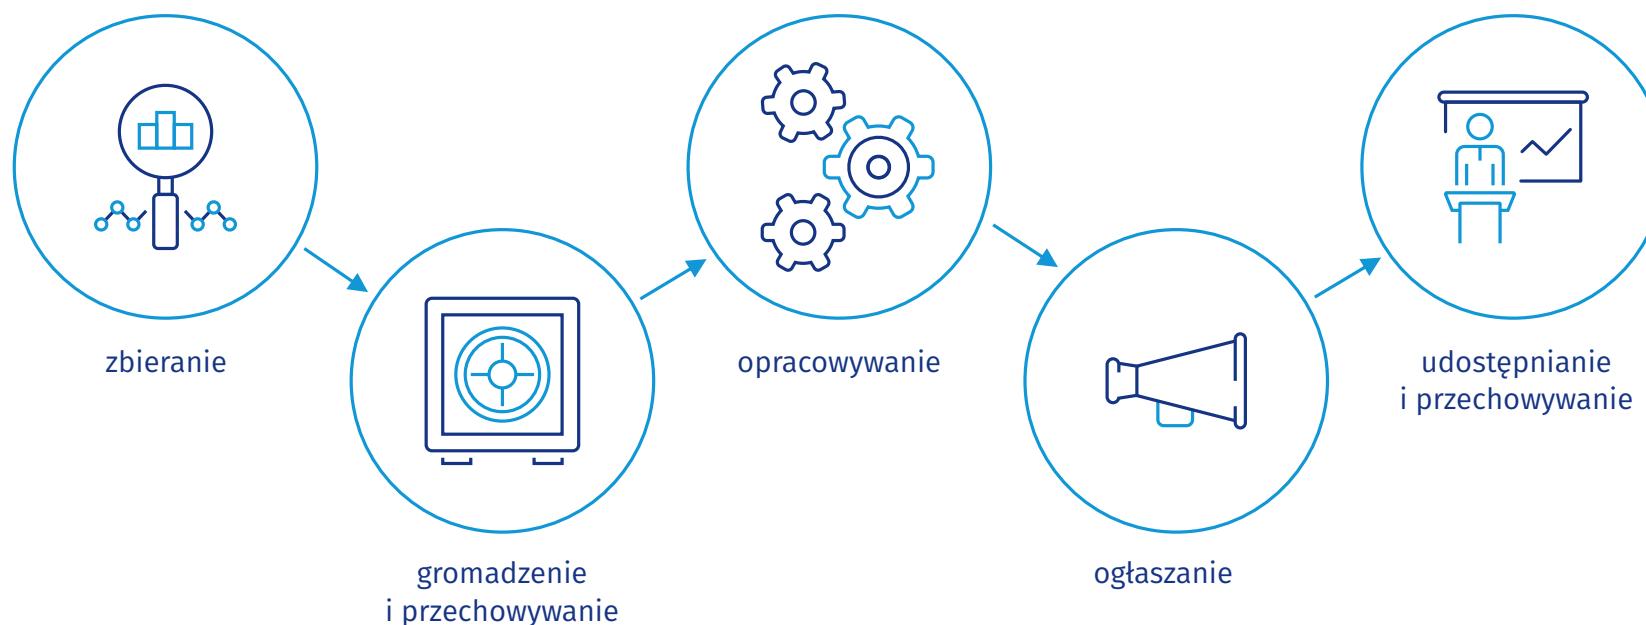 zbieranie
gromadzenie
i przechowywanie
opracowywanie
ogłaszanie
udostępnianie
i przechowywanie